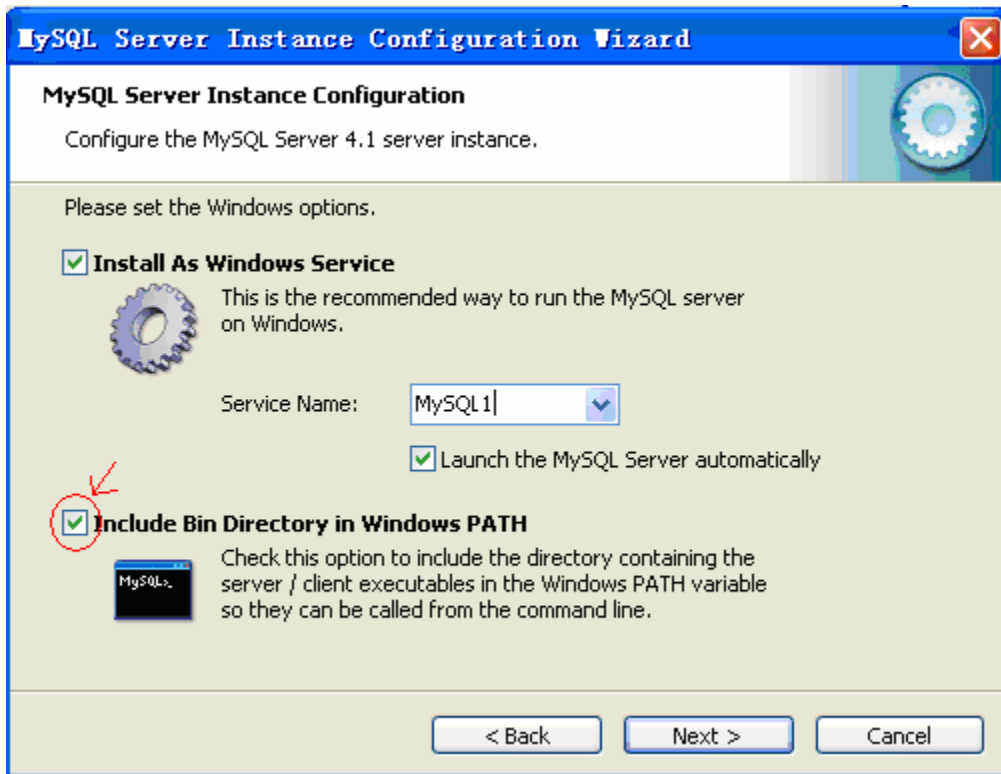 MySQL Server Instance Configuration Wizard
MySQL Server Instance Configuration
Configure the MySQL Server 4.1 server instance.
Please set the Windows options.
Install As Windows Service
This is the recommended way to run the MySQL server
on Windows.
Service Name: MySQL1
Launch the MySQL Server automatically
Include Bin Directory in Windows PATH
Check this option to include the directory containing the
server / client executables in the Windows PATH variable
so they can be called from the command line.
MySQL>_
< Back Next > Cancel